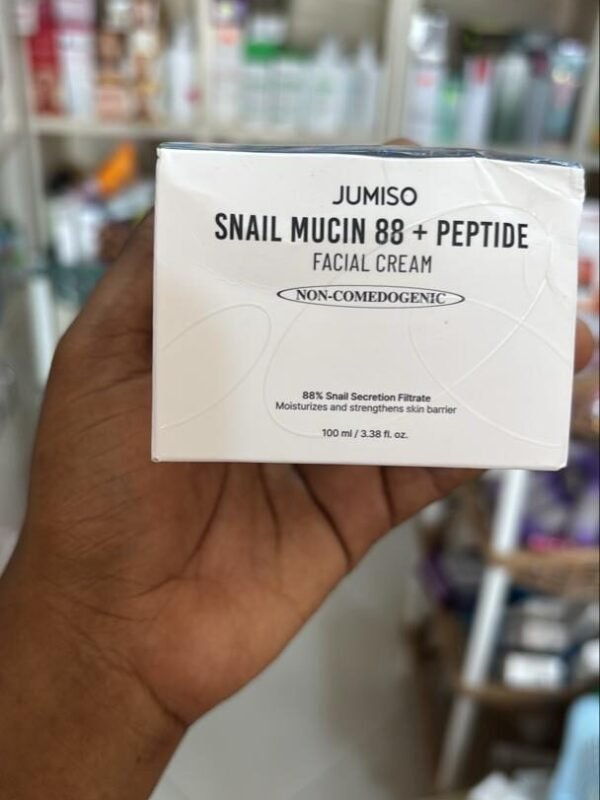 JUMISO
SNAIL MUCIN 88 + PEPTIDE
FACIAL CREAM
NON-COMEDOGENIC
88% Snail Secretion Filtrate
Moisturizes and strengthens skin barrier
100 ml / 3.38 fl. oz.